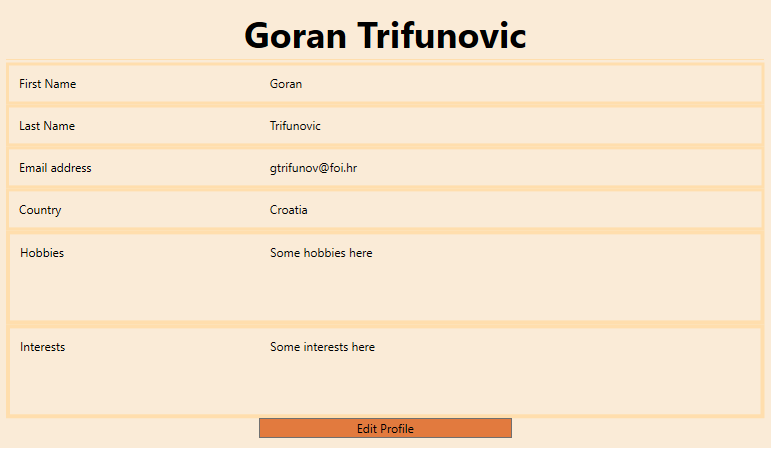 Goran Trifunovic
First Name Goran
Last Name Trifunovic
Email address gtrifunov@foi.hr
Country Croatia
Hobbies Some hobbies here
Interests Some interests here
Edit Profile